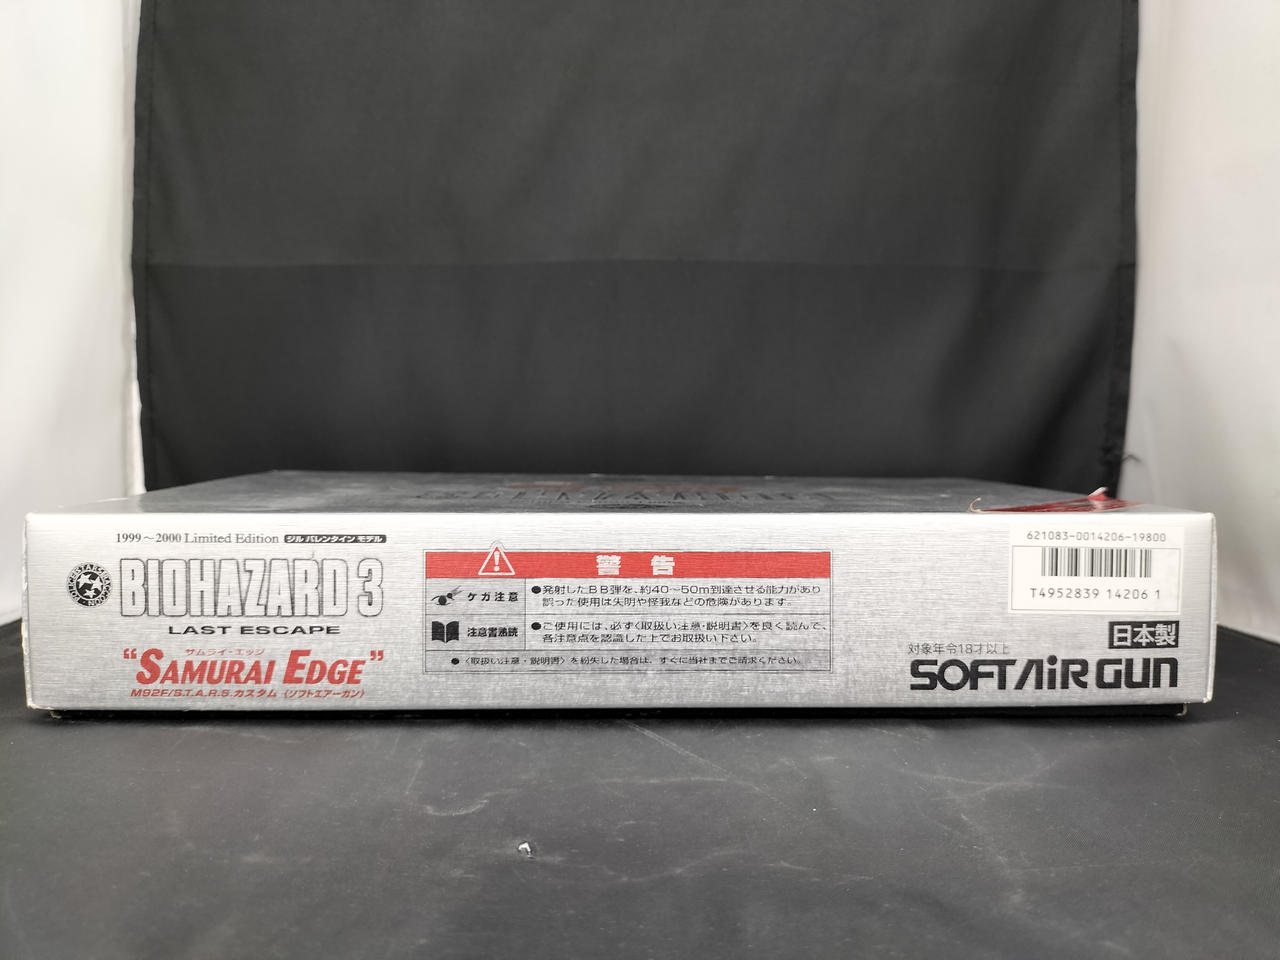 1999～2000 Limited Edition ジル バレンタイン モデル
BIOHAZARD 3
LAST ESCAPE
サムライ・エッジ
“SAMURAI EDGE”
M92F/S.T.A.R.S.カスタム (ソフトエアーガン)
警告
ケガ注意
●発射したBB弾を、約40～50m到達させる能力があり
誤った使用は失明や怪我などの危険があります。
注意書熟読
●ご使用には、必ず〈取扱い注意・説明書〉を良く読んで、
各注意点を認識した上でお取扱い下さい。
●〈取扱い注意・説明書〉を紛失した場合は、すぐに当社までご請求ください。
621083-0014206-19800
T4952839 14206 1
日本製
対象年令18才以上
SOFT AIR GUN